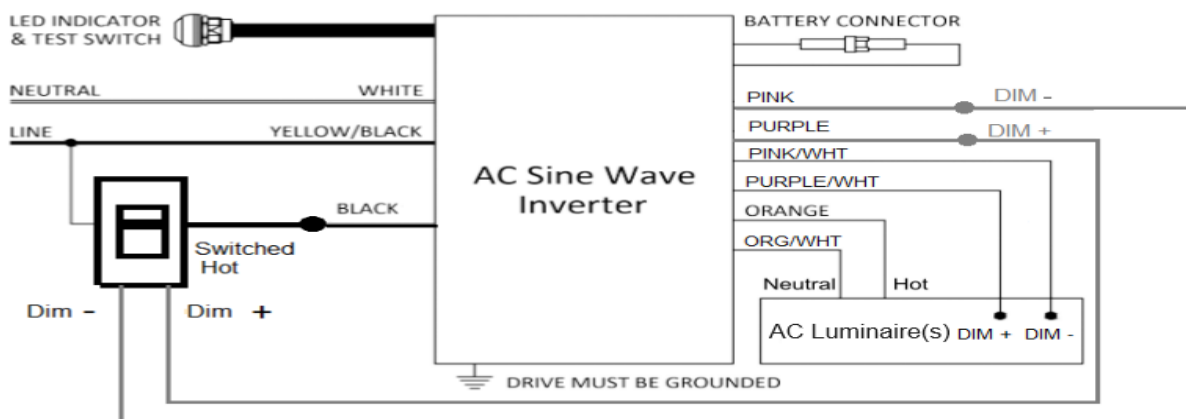 LED INDICATOR
& TEST SWITCH
NEUTRAL
WHITE
LINE
YELLOW/BLACK
BLACK
Switched
Hot
Dim -
Dim +
AC Sine Wave
Inverter
DRIVE MUST BE GROUNDED
BATTERY CONNECTOR
PINK
DIM -
PURPLE
DIM +
PINK/WHT
PURPLE/WHT
ORANGE
ORG/WHT
Neutral
Hot
AC Luminaire(s)
DIM +
DIM -